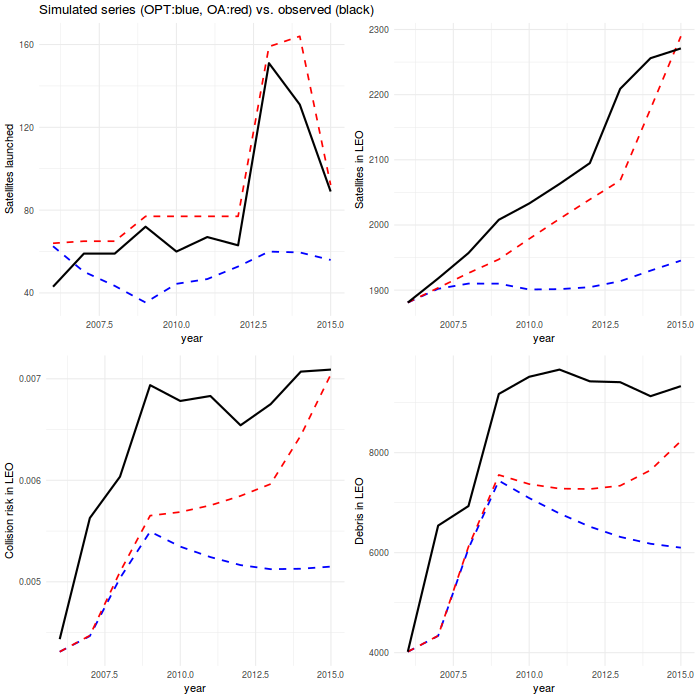 Simulated series (OPT:blue, OA:red) vs. observed (black)
Satellites launched
160
120
80
40
2007.5 2010.0 2012.5 2015.0
year
Satellites in LEO
2300
2200
2100
2000
1900
2007.5 2010.0 2012.5 2015.0
year
Collision risk in LEO
0.007
0.006
0.005
2007.5 2010.0 2012.5 2015.0
year
Debris in LEO
8000
6000
4000
2007.5 2010.0 2012.5 2015.0
year